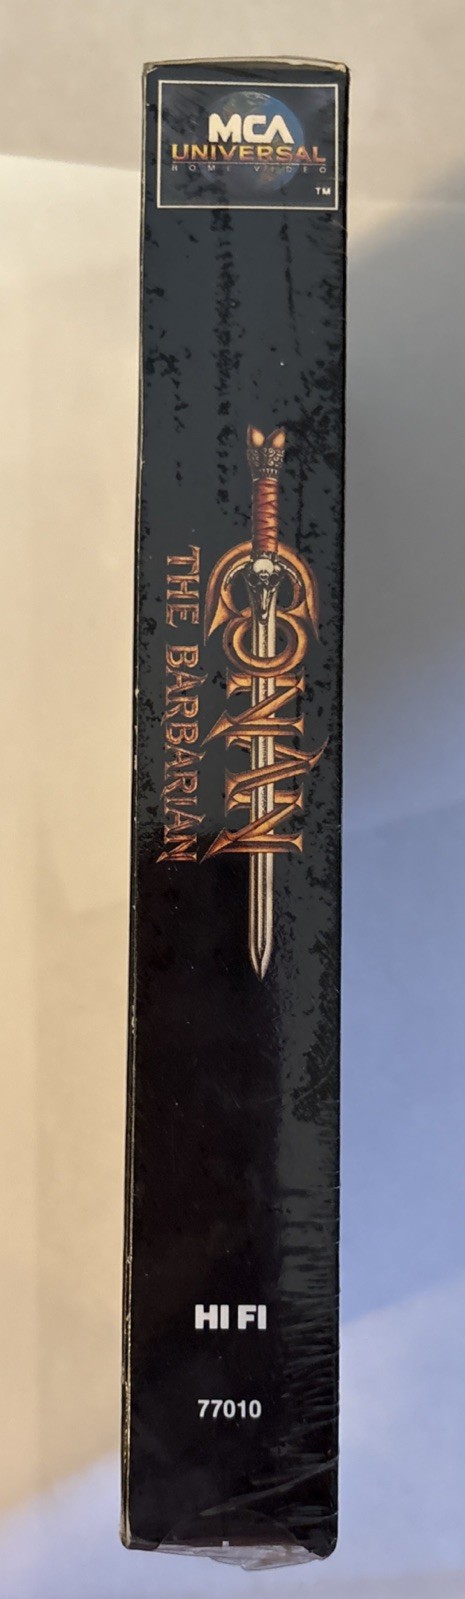 MCA
UNIVERSAL
HOME VIDEO
TM
CONAN
THE BARBARIAN
HI FI
77010